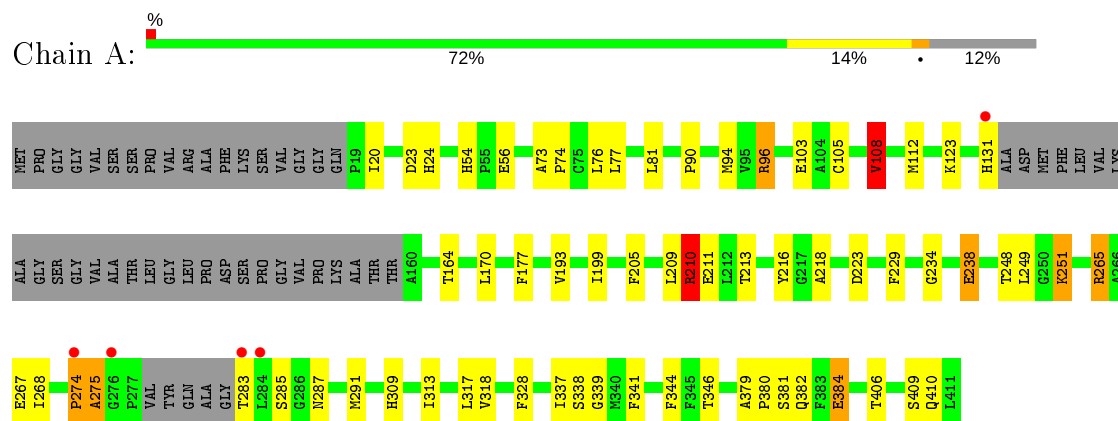 %
Chain A:
72% 14% • 12%
MET PRO GLY GLY VAL SER SER PRO VAL ARG ALA PHE LYS SER VAL GLY GLY GLN P19 I20 D23 H24 H54 P55 E56 A73 P74 C75 L76 L77 L81 P90 M94 V95 R96 E103 A104 C105 V108 M112 K123 H131 ALA ASP MET PHE LEU VAL LYS
ALA GLY SER GLY VAL ALA THR LEU GLY LEU PRO ASP SER PRO GLY VAL PRO LYS ALA THR THR A160 T164 L170 F177 V193 I199 F205 L209 R210 E211 L212 T213 Y216 G217 A218 D223 F229 G234 E238 T248 L249 G250 K251 R265 A266
E267 I268 P274 A275 G276 P277 VAL TYR GLN ALA GLY T283 L284 S285 G286 N287 M291 H309 I313 L317 V318 F328 I337 S338 G339 M340 F341 F344 F345 T346 A379 P380 S381 Q382 F383 E384 T406 S409 Q410 L411